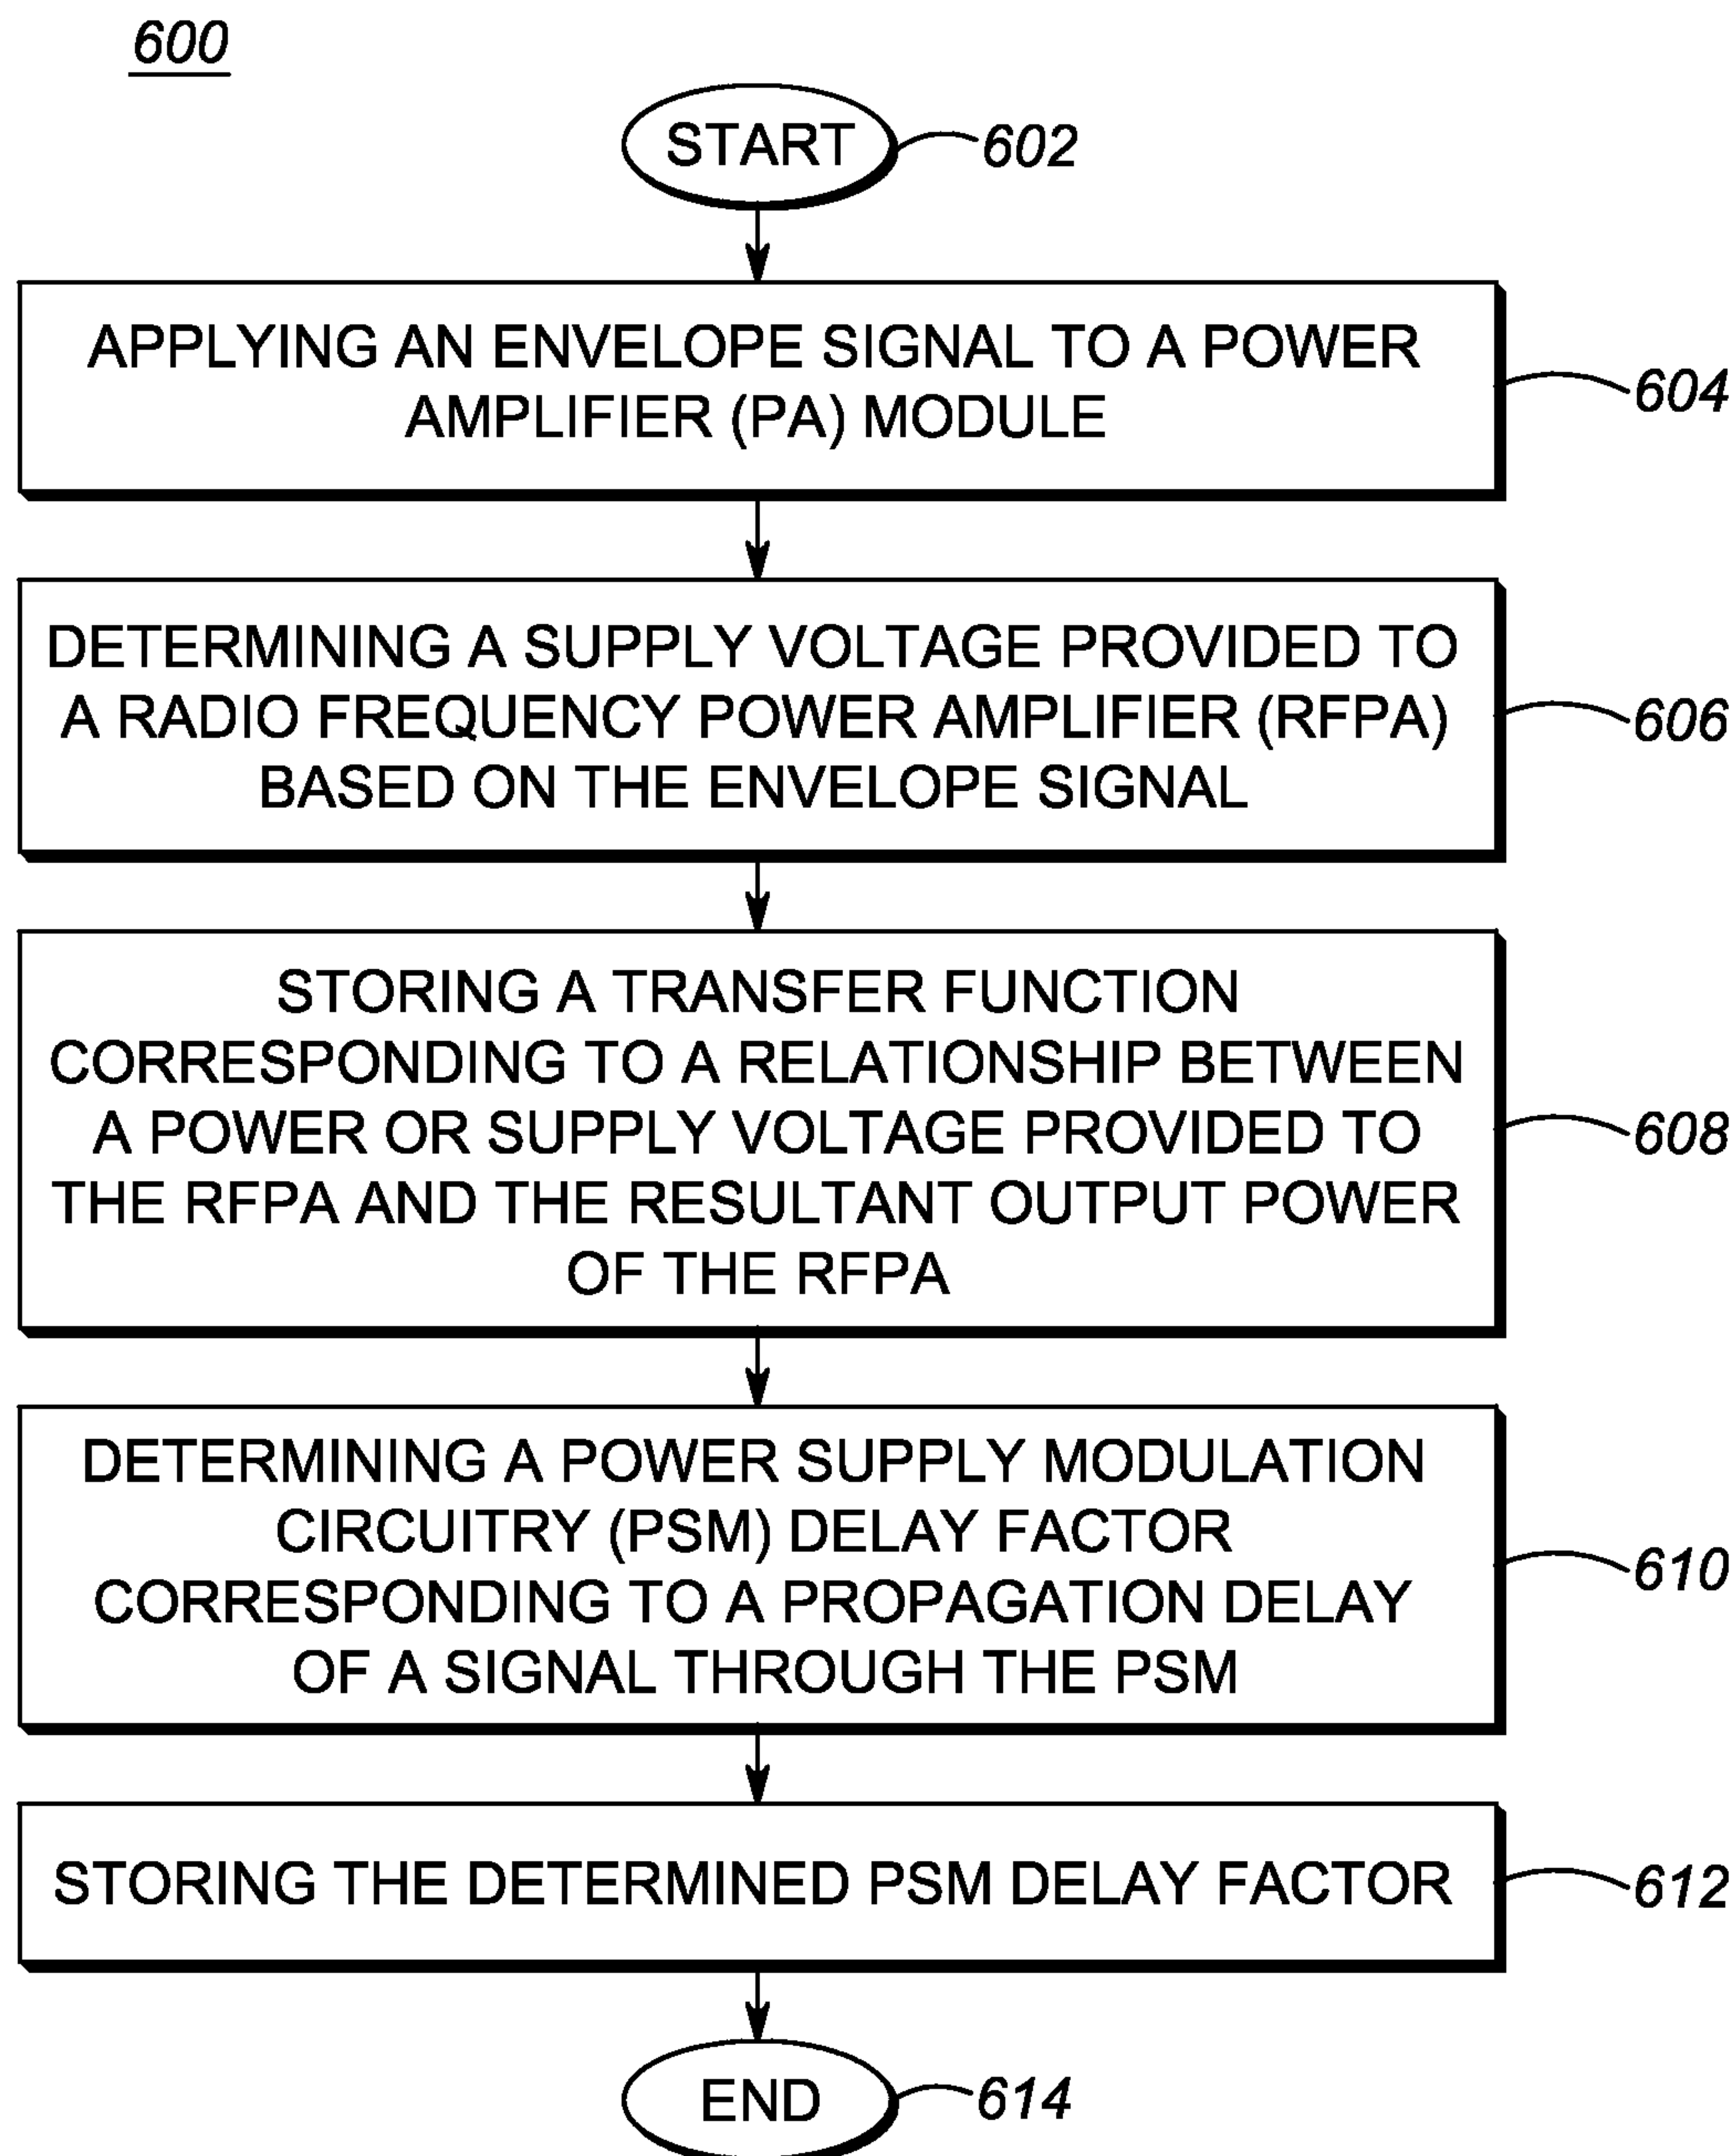 600
START
602
APPLYING AN ENVELOPE SIGNAL TO A POWER
AMPLIFIER (PA) MODULE
604
DETERMINING A SUPPLY VOLTAGE PROVIDED TO
A RADIO FREQUENCY POWER AMPLIFIER (RFPA)
BASED ON THE ENVELOPE SIGNAL
606
STORING A TRANSFER FUNCTION
CORRESPONDING TO A RELATIONSHIP BETWEEN
A POWER OR SUPPLY VOLTAGE PROVIDED TO
THE RFPA AND THE RESULTANT OUTPUT POWER
OF THE RFPA
608
DETERMINING A POWER SUPPLY MODULATION
CIRCUITRY (PSM) DELAY FACTOR
CORRESPONDING TO A PROPAGATION DELAY
OF A SIGNAL THROUGH THE PSM
610
STORING THE DETERMINED PSM DELAY FACTOR
612
END
614